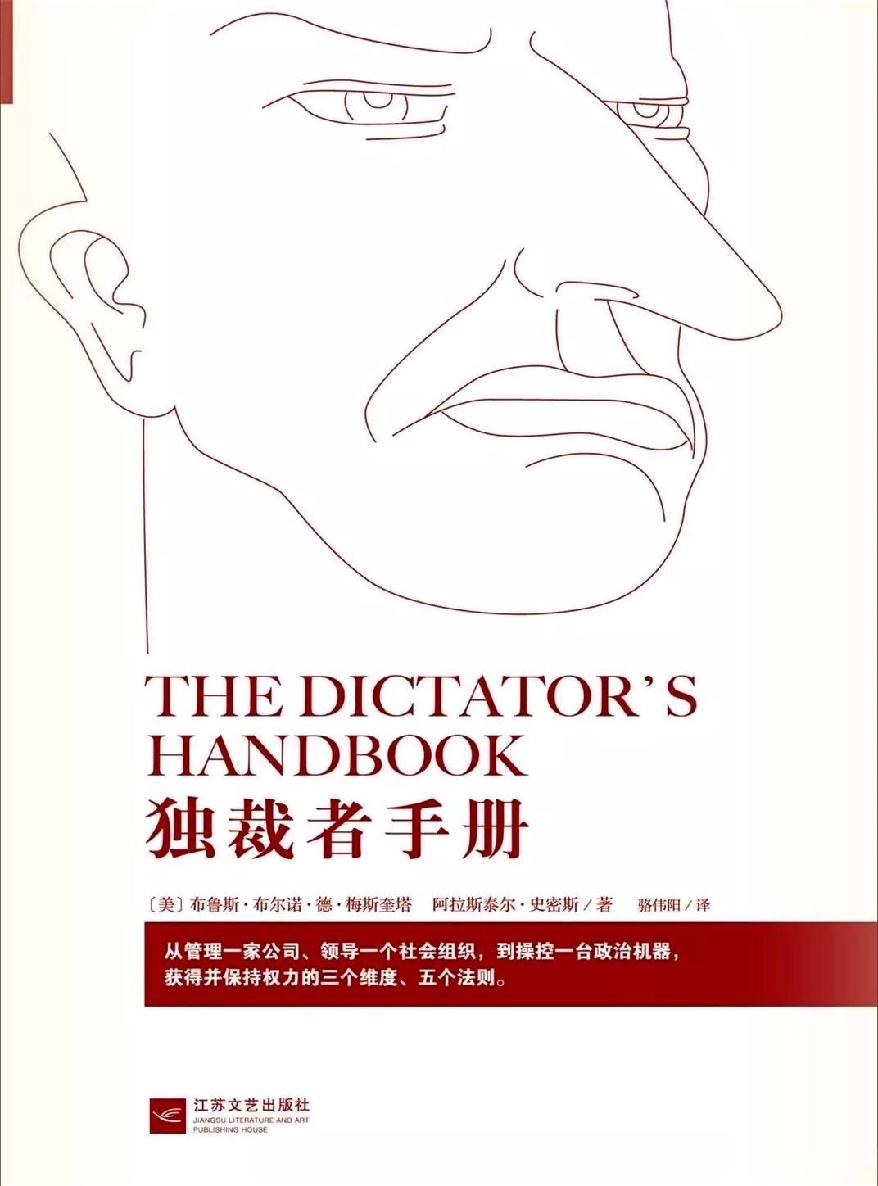 THE DICTATOR'S
HANDBOOK
独裁者手册
〔美〕布鲁斯·布尔诺·德·梅斯奎塔 阿拉斯泰尔·史密斯/著 骆伟阳/译
从管理一家公司、领导一个社会组织，到操控一台政治机器，
获得并保持权力的三个维度、五个法则。
江苏文艺出版社
JIANGSU LITERATURE AND ART
PUBLISHING HOUSE